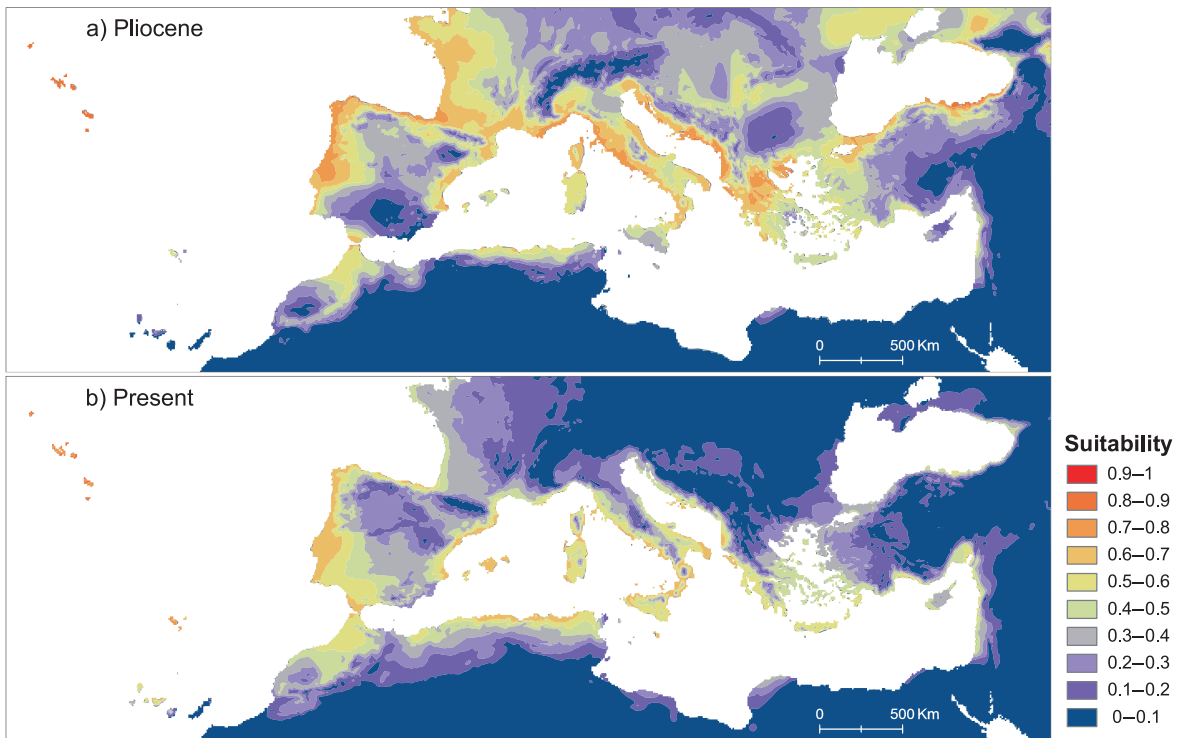 a) Pliocene
0 500 Km
b) Present
Suitability
0.9–1
0.8–0.9
0.7–0.8
0.6–0.7
0.5–0.6
0.4–0.5
0.3–0.4
0.2–0.3
0.1–0.2
0–0.1
0 500 Km